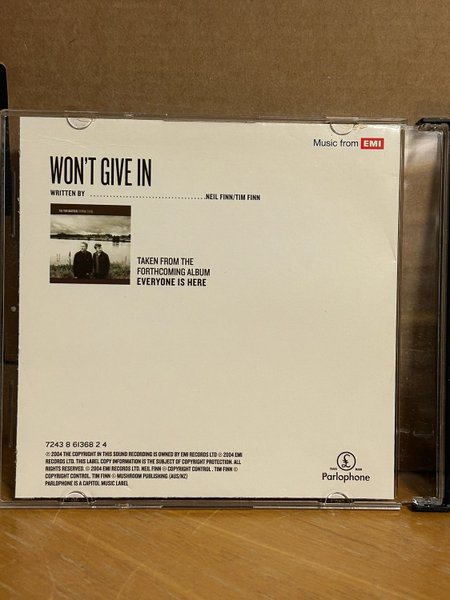 Music from EMI
WON'T GIVE IN
WRITTEN BY ........................................NEIL FINN/TIM FINN
TAKEN FROM THE
FORTHCOMING ALBUM
EVERYONE IS HERE
7243 8 61368 2 4
℗ 2004 THE COPYRIGHT IN THIS SOUND RECORDING IS OWNED BY EMI RECORDS LTD ℗ 2004 EMI
RECORDS LTD. THIS LABEL COPY INFORMATION IS THE SUBJECT OF COPYRIGHT PROTECTION. ALL
RIGHTS RESERVED. © 2004 EMI RECORDS LTD. NEIL FINN © COPYRIGHT CONTROL . TIM FINN ©
COPYRIGHT CONTROL. TIM FINN © MUSHROOM PUBLISHING (AUS/NZ)
PARLOPHONE IS A CAPITOL MUSIC LABEL
TRADE £ MARK
Parlophone